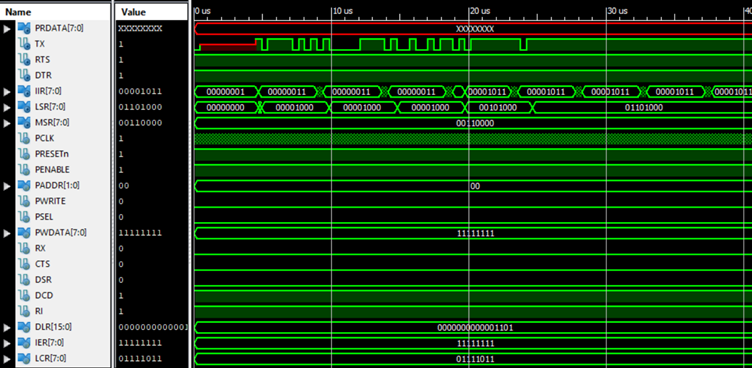 Name Value 0 us 10 us 20 us 30 us 40
PRDATA[7:0] XXXXXXXX XXXXXXXX
TX 1
RTS 1
DTR 1
IIR[7:0] 00001011 00000001 00000011 00000011 00000011 00001011 00001011 00001011 00001011 00001011
LSR[7:0] 01101000 00000000 00001000 00001000 00001000 00101000 01101000
MSR[7:0] 00110000 00110000
PCLK 1
PRESETn 1
PENABLE 1
PADDR[1:0] 00 00
PWRITE 0
PSEL 0
PWDATA[7:0] 11111111 11111111
RX 0
CTS 0
DSR 0
DCD 1
RI 1
DLR[15:0] 0000000000001 0000000000001101
IER[7:0] 11111111 11111111
LCR[7:0] 01111011 01111011